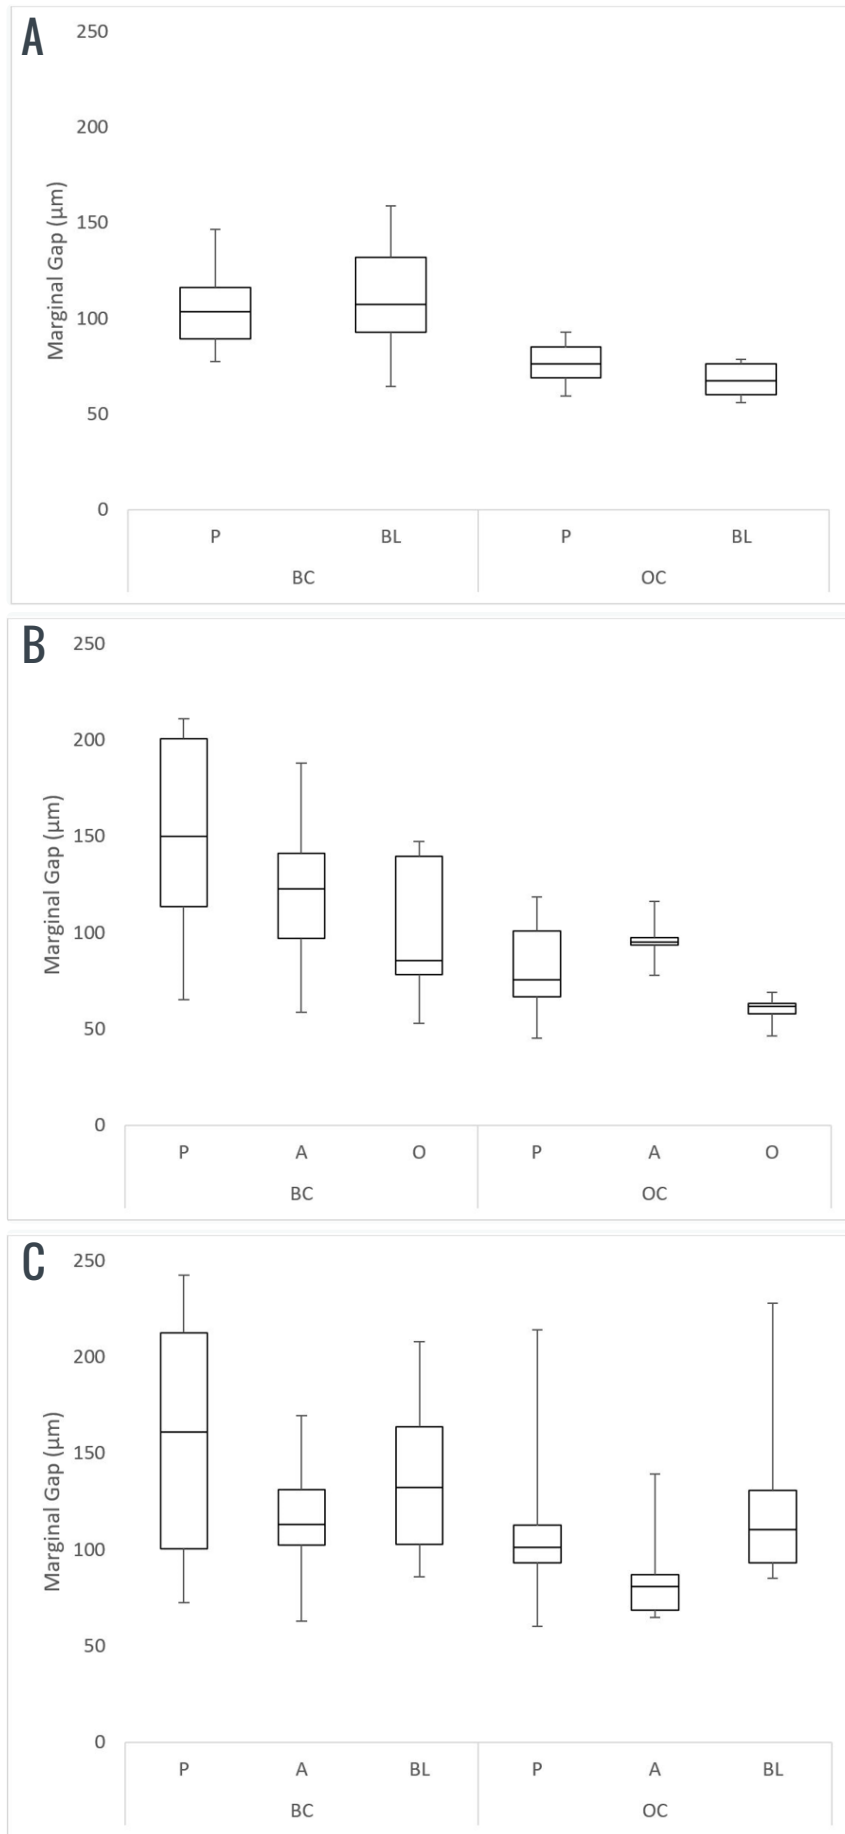 A
250
200
150
100
50
0
Marginal Gap (µm)
P BL P BL
BC OC
B
250
200
150
100
50
0
Marginal Gap (µm)
P A O P A O
BC OC
C
250
200
150
100
50
0
Marginal Gap (µm)
P A BL P A BL
BC OC